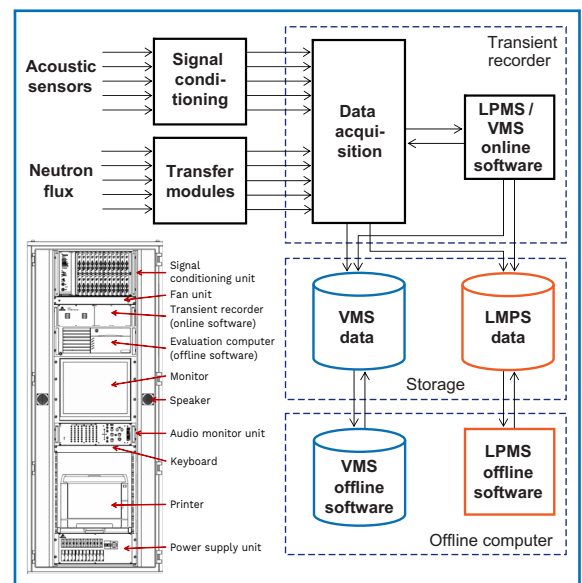 Transient
recorder
Acoustic
sensors
Signal
condi-
tioning
Data
acqui-
sition
LPMS /
VMS
online
software
Neutron
flux
Transfer
modules
Signal
conditioning unit
Fan unit
Transient recorder
(online software)
Evaluation computer
(offline software)
Monitor
Speaker
Audio monitor unit
Keyboard
Printer
Power supply unit
VMS
data
LMPS
data
Storage
VMS
offline
software
LPMS
offline
software
Offline computer